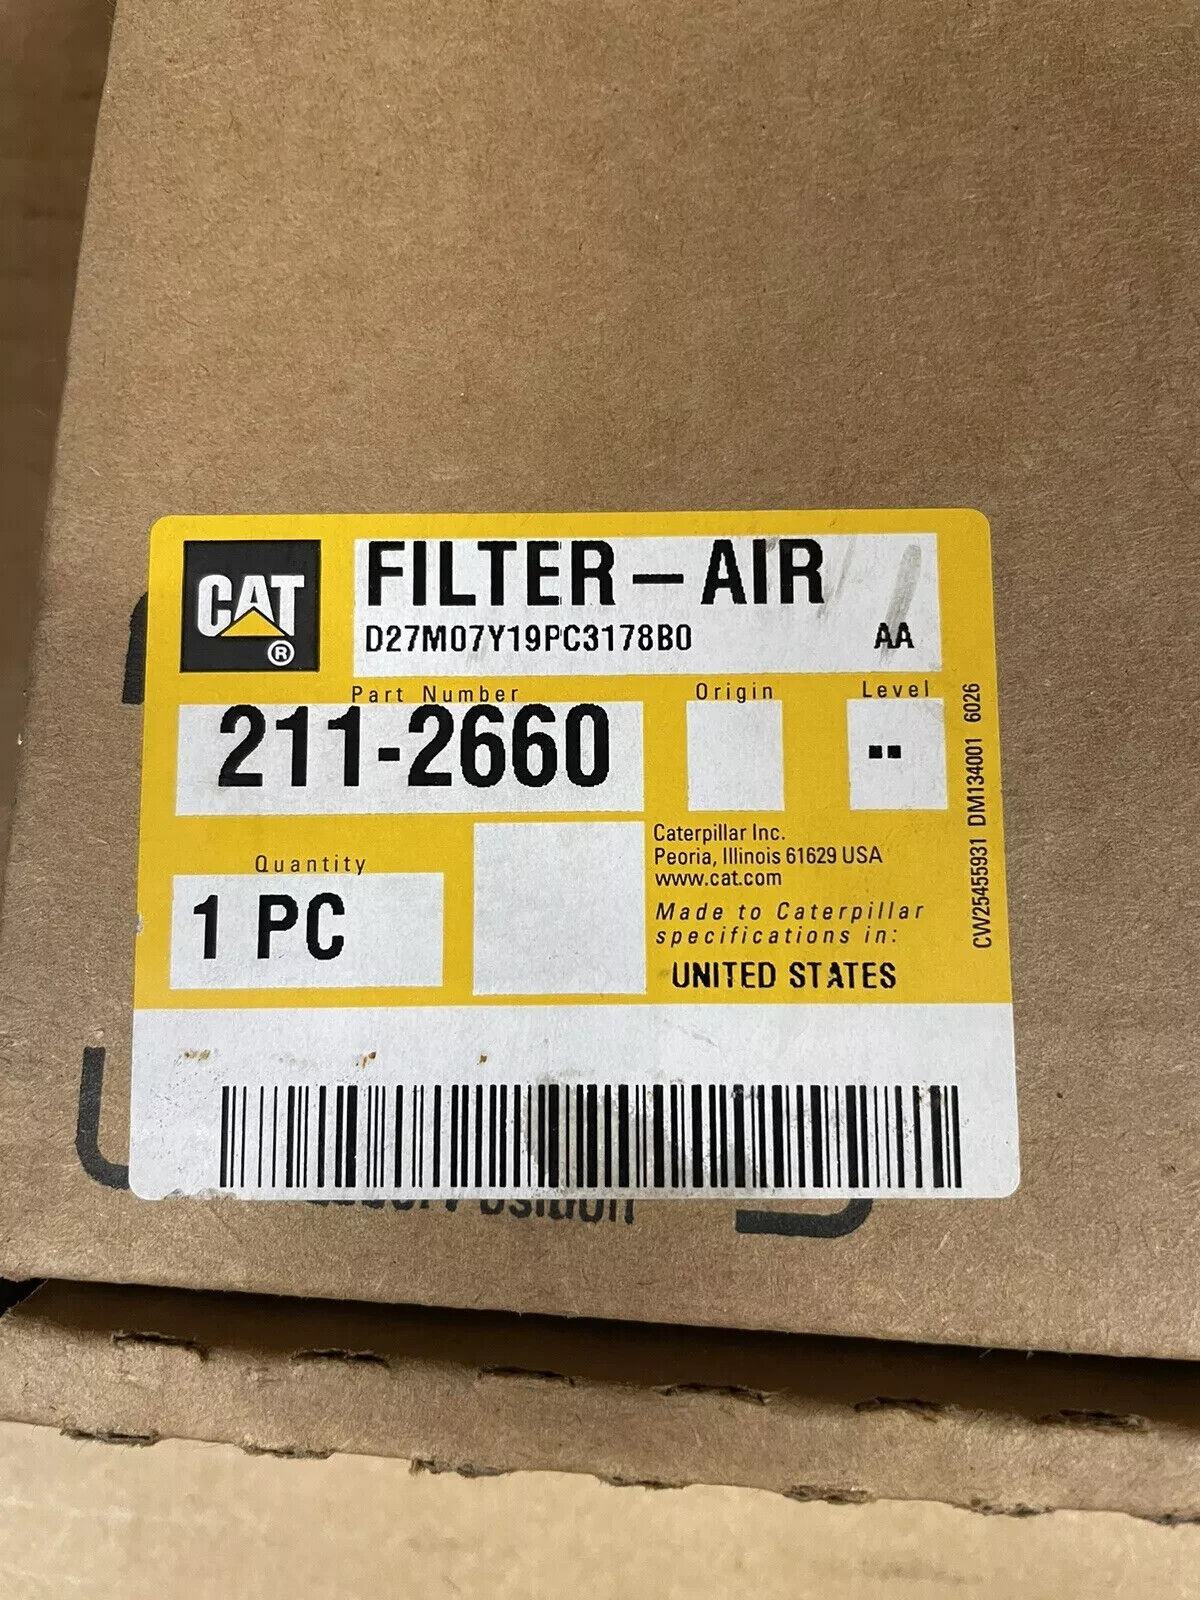 CAT
®
FILTER-AIR
D27M07Y19PC3178B0 AA
Part Number Origin Level
211-2660 --
Quantity
1 PC
Caterpillar Inc.
Peoria, Illinois 61629 USA
www.cat.com
Made to Caterpillar
specifications in:
UNITED STATES
CW25455931 DM134001 6026